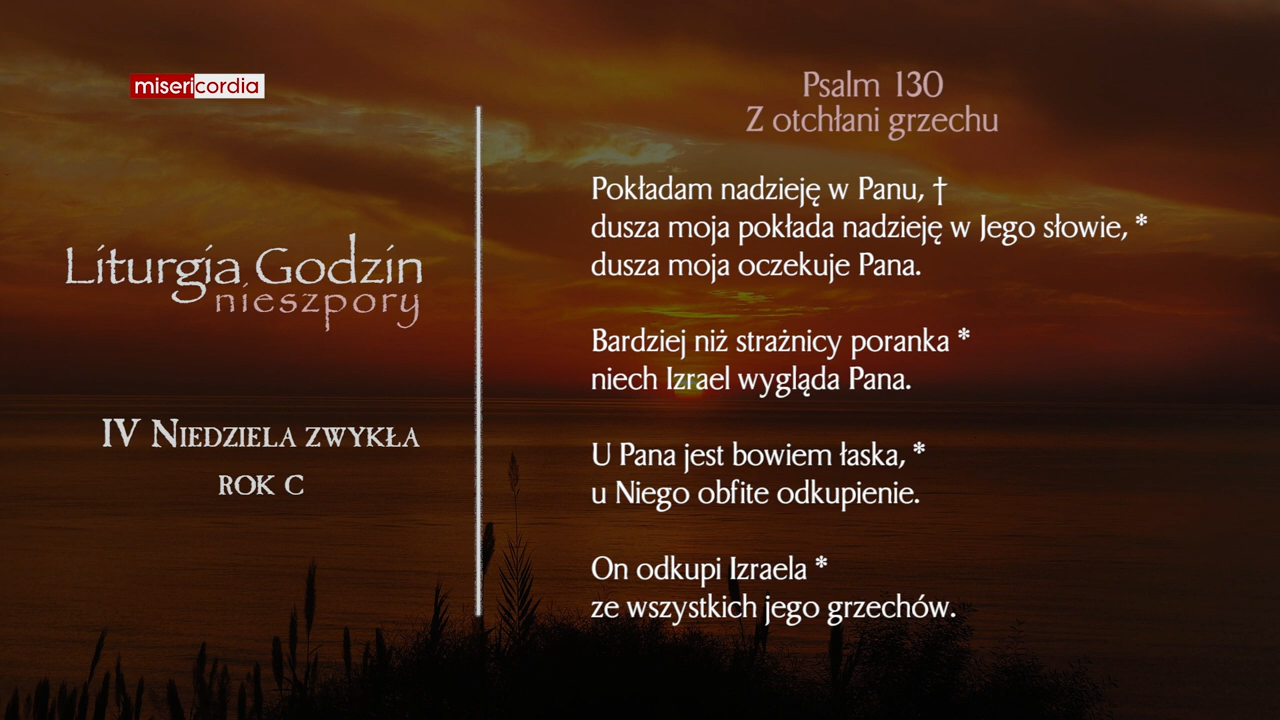 misericordia
Liturgia Godzin
nieszpory
IV Niedziela zwykła
rok C
Psalm 130
Z otchłani grzechu
Pokładam nadzieję w Panu, †
dusza moja pokłada nadzieję w Jego słowie, *
dusza moja oczekuje Pana.
Bardziej niż strażnicy poranka *
niech Izrael wygląda Pana.
U Pana jest bowiem łaska, *
u Niego obfite odkupienie.
On odkupi Izraela *
ze wszystkich jego grzechów.